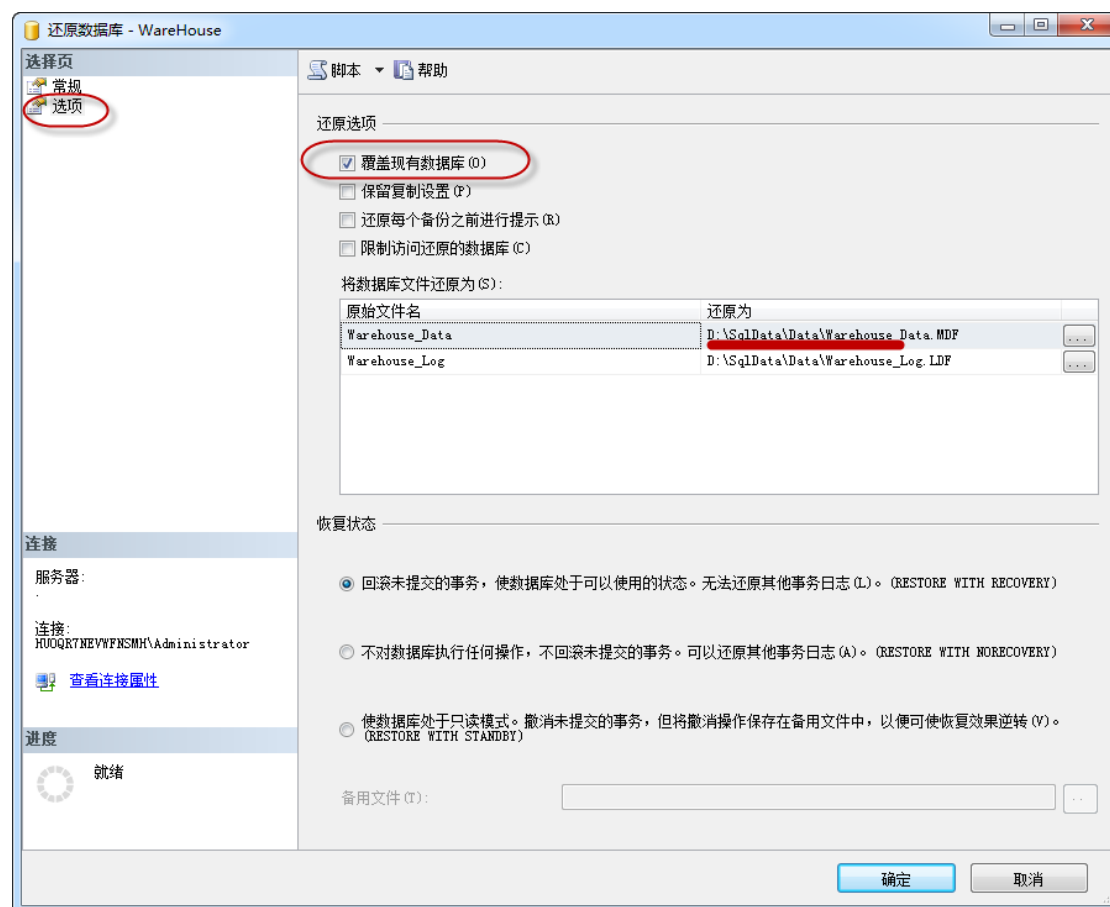 还原数据库 - WareHouse
选择页
常规
选项
脚本
帮助
还原选项
覆盖现有数据库(O)
保留复制设置(P)
还原每个备份之前进行提示(R)
限制访问还原的数据库(C)
将数据库文件还原为(S):
原始文件名 还原为
Warehouse_Data D:\SqlData\Data\Warehouse_Data.MDF ...
Warehouse_Log D:\SqlData\Data\Warehouse_Log.LDF ...
恢复状态
回滚未提交的事务，使数据库处于可以使用的状态。无法还原其他事务日志(L)。(RESTORE WITH RECOVERY)
不对数据库执行任何操作，不回滚未提交的事务。可以还原其他事务日志(A)。(RESTORE WITH NORECOVERY)
使数据库处于只读模式。撤消未提交的事务，但将撤消操作保存在备用文件中，以便可使恢复效果逆转(V)。
(RESTORE WITH STANDBY)
备用文件(T):
连接
服务器:
.
连接:
HUOQR7NEVWFNSMH\Administrator
查看连接属性
进度
就绪
确定
取消